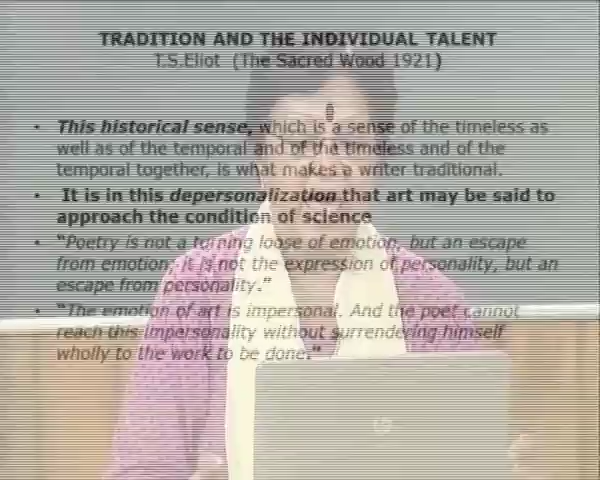 TRADITION AND THE INDIVIDUAL TALENT
T.S.Eliot (The Sacred Wood 1921)
• This historical sense, which is a sense of the timeless as
well as of the temporal and of the timeless and of the
temporal together, is what makes a writer traditional.
• It is in this depersonalization that art may be said to
approach the condition of science
• "Poetry is not a turning loose of emotion, but an escape
from emotion; it is not the expression of personality, but an
escape from personality."
• "The emotion of art is impersonal. And the poet cannot
reach this impersonality without surrendering himself
wholly to the work to be done."
hp